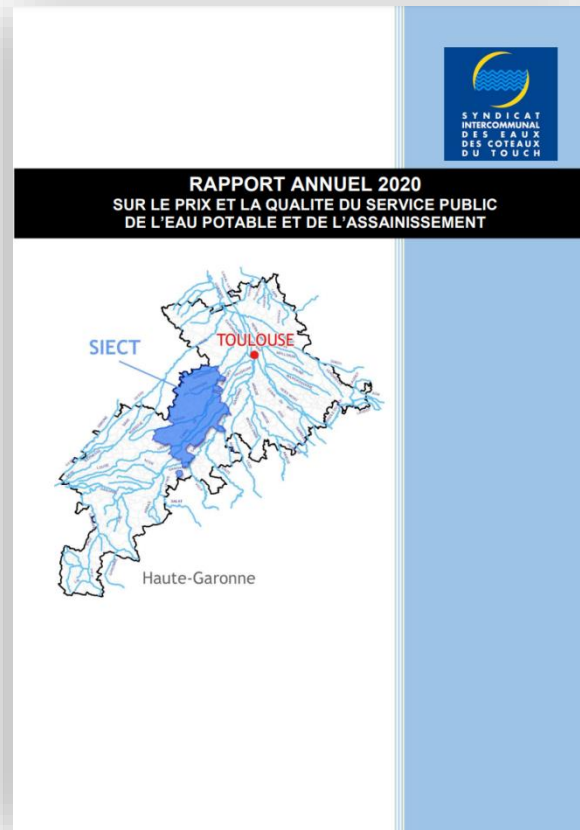 SYNDICAT
INTERCOMMUNAL
DES EAUX
DES COTEAUX
DU TOUCH
RAPPORT ANNUEL 2020
SUR LE PRIX ET LA QUALITE DU SERVICE PUBLIC
DE L'EAU POTABLE ET DE L'ASSAINISSEMENT
TOULOUSE
SIECT
Haute-Garonne